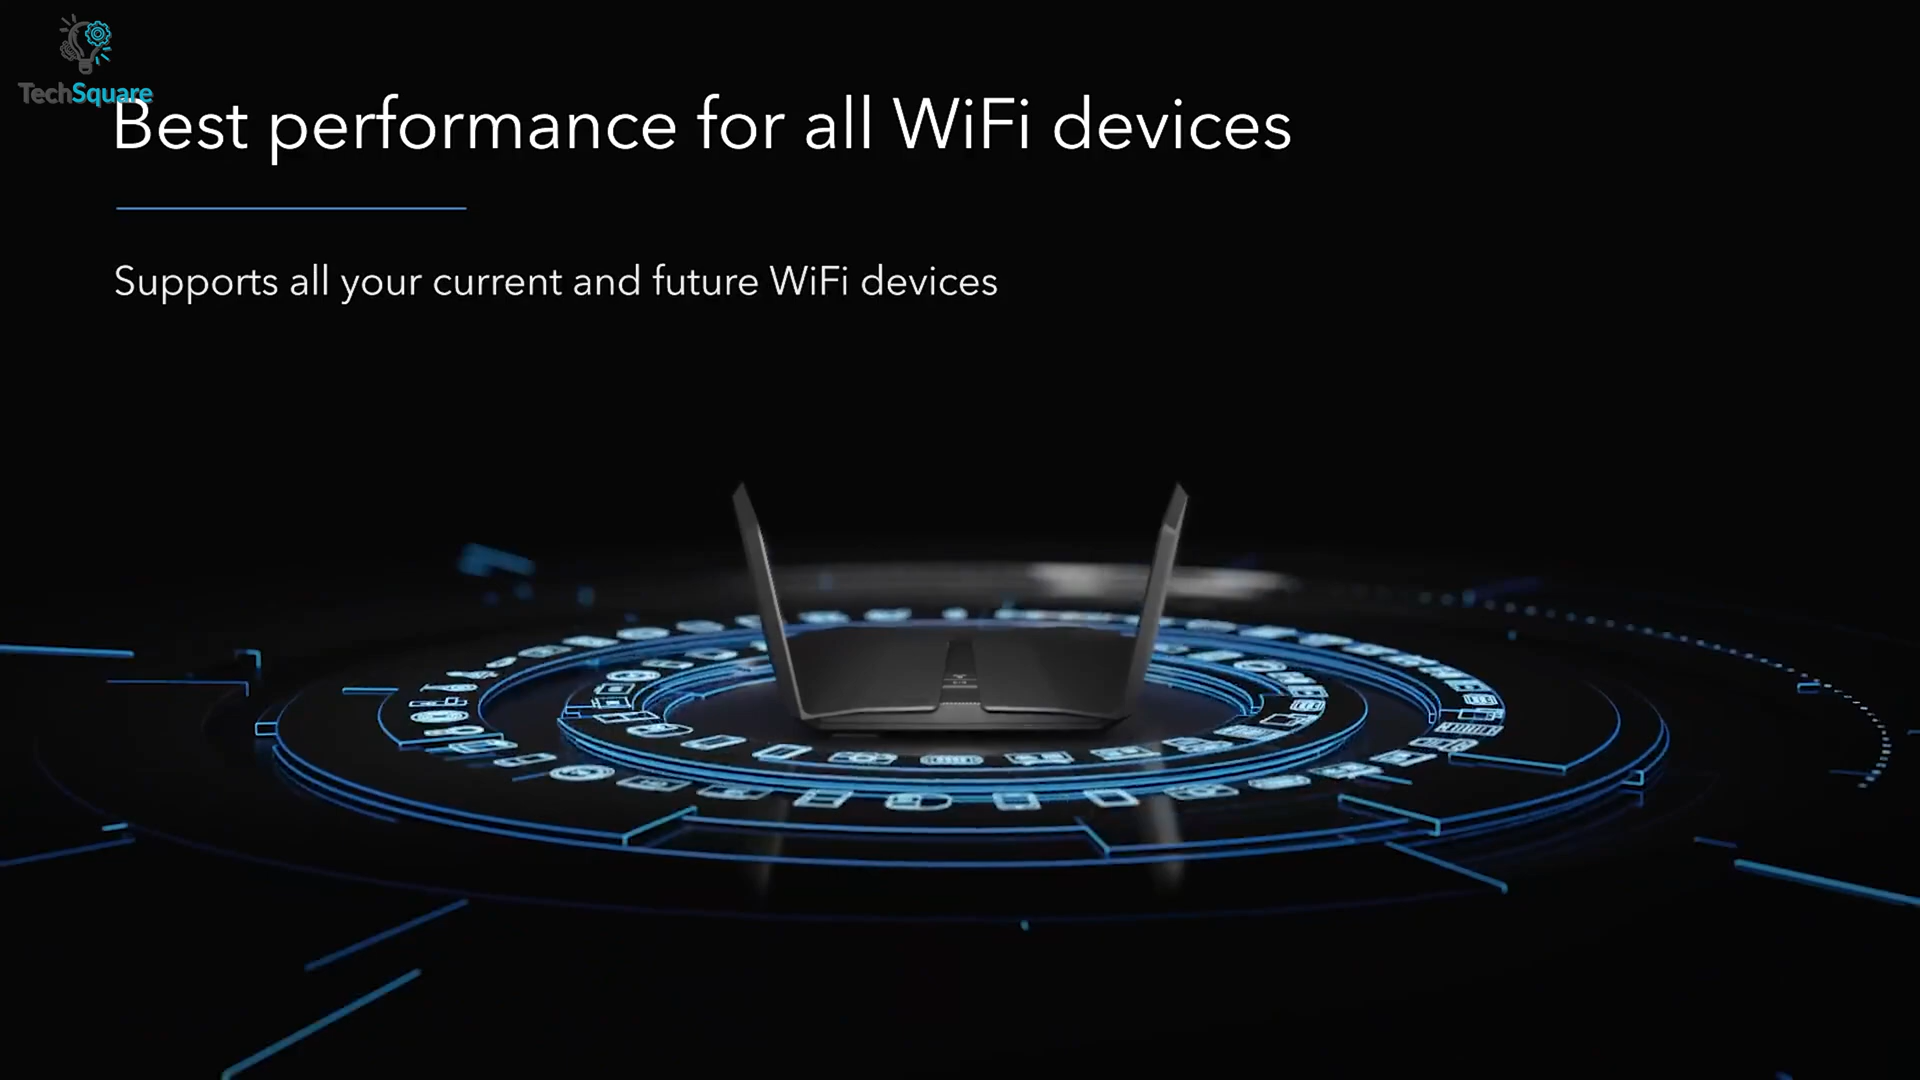 TechSquare
Best performance for all WiFi devices
Supports all your current and future WiFi devices